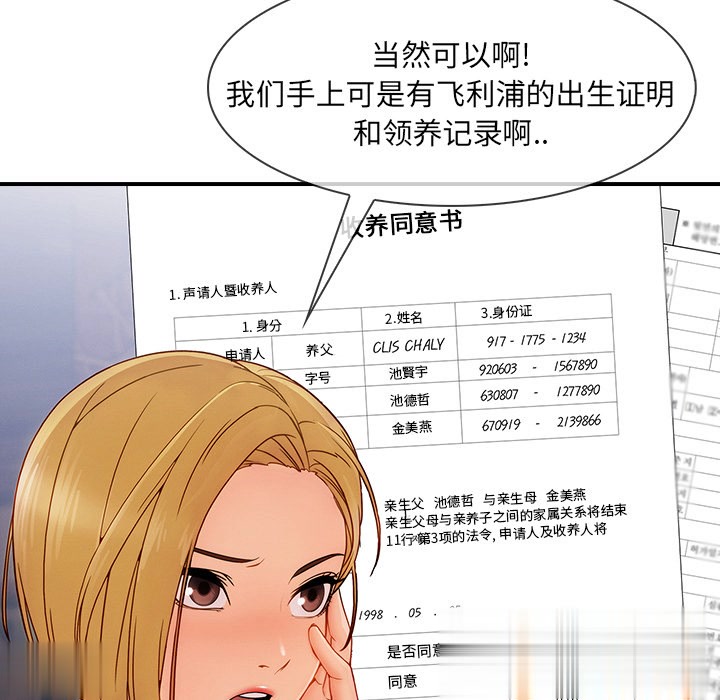 当然可以啊!
我们手上可是有飞利浦的出生证明
和领养记录啊..
收养同意书
1.声请人暨收养人
1.身分 2.姓名 3.身份证
申请人 养父 CLIS CHALY 917-1775-1234
字号 池賢宇 920603 - 1567890
池德哲 630807 - 1277890
金美燕 670919 - 2139866
亲生父 池德哲 与亲生母 金美燕
亲生父母与亲养子之间的家属关系将结束
11行第3项的法令,申请人及收养人将
1998 . 05 .
是否同意
同意